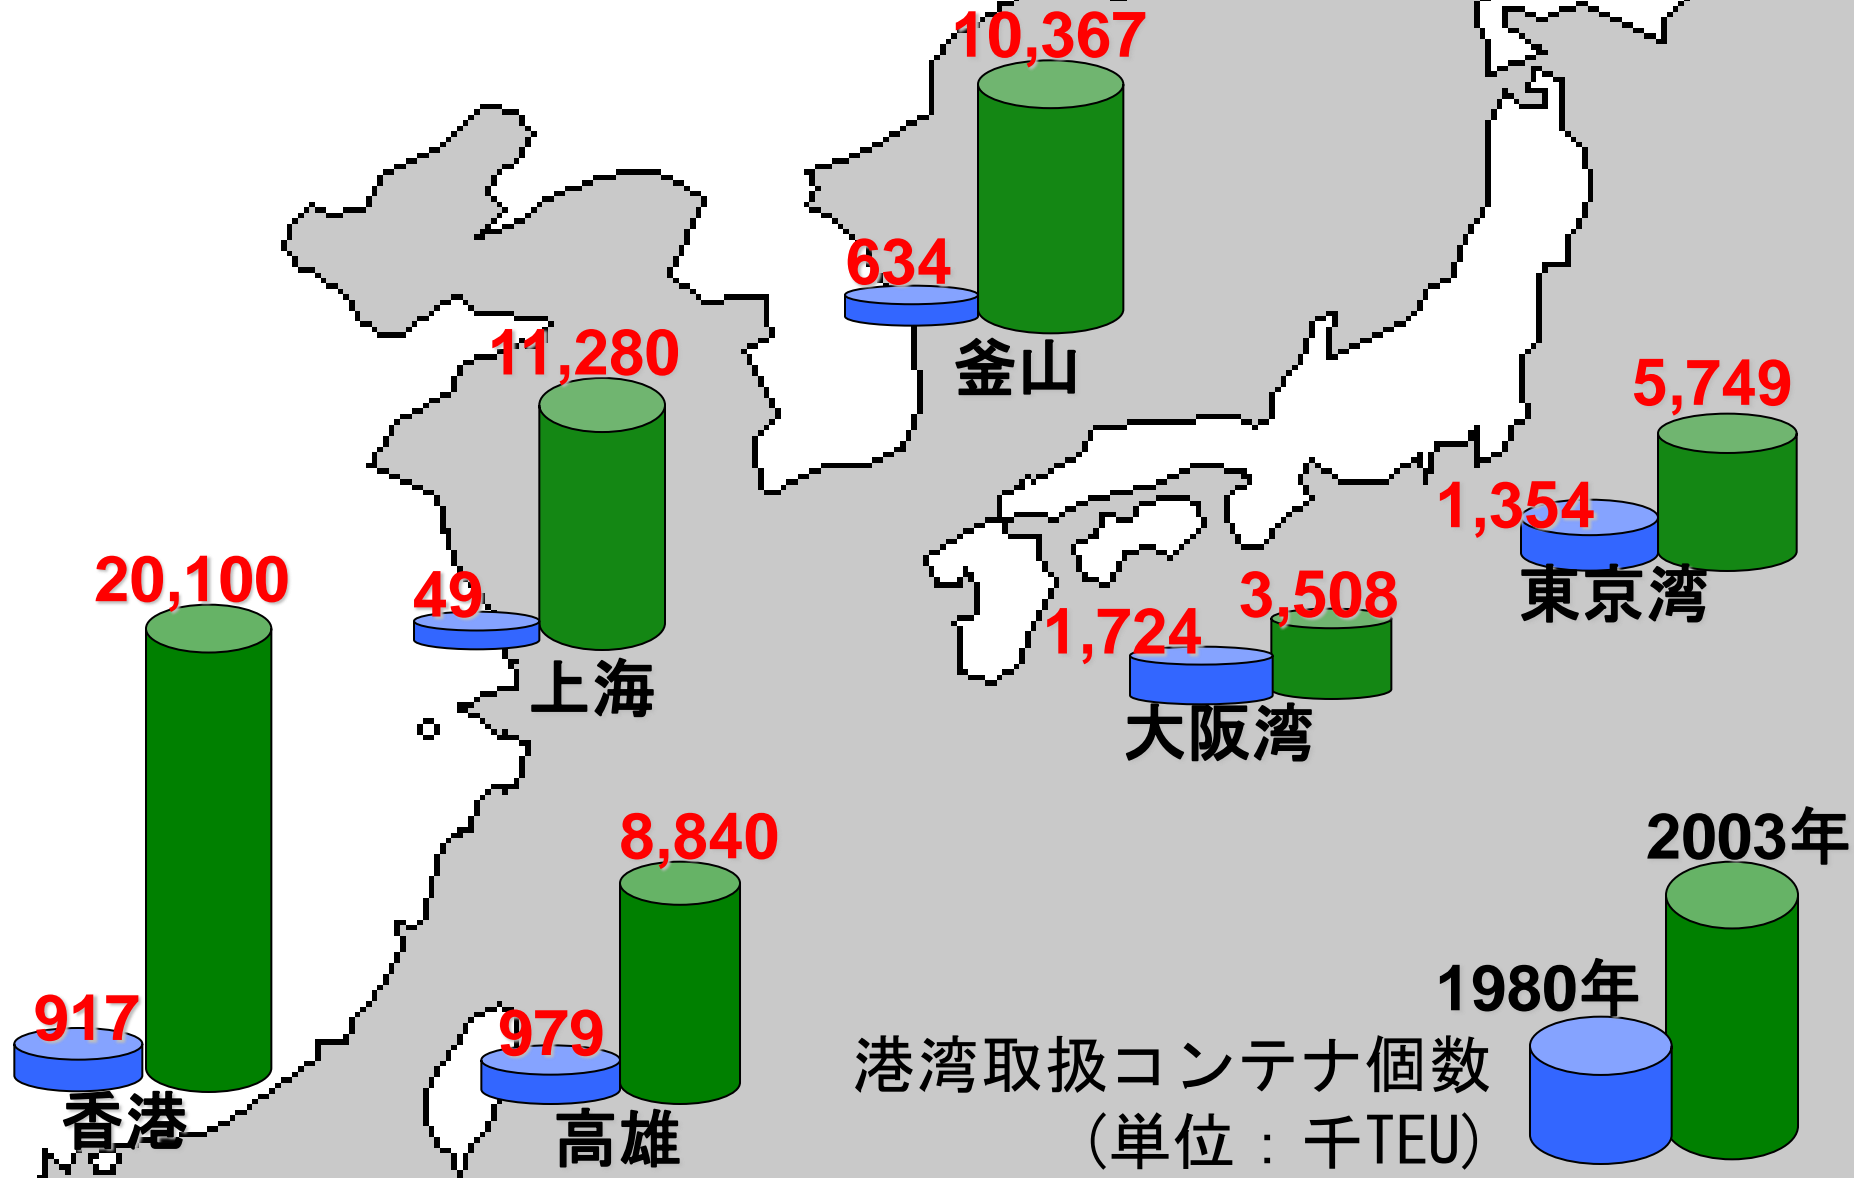 10,367
634
釜山
11,280
49
上海
5,749
1,354
東京湾
3,508
1,724
大阪湾
20,100
917
香港
8,840
979
高雄
2003年
1980年
港湾取扱コンテナ個数
(単位：千TEU)